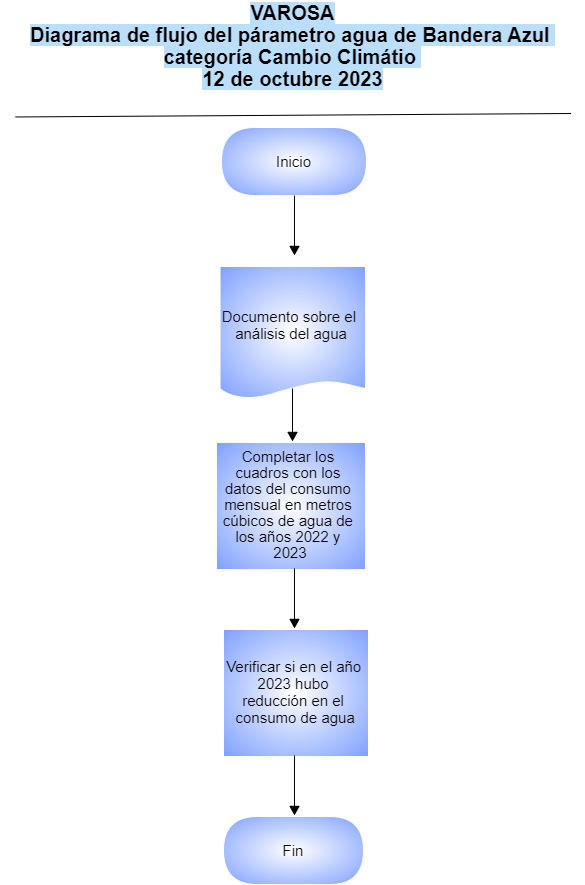 VAROSA
Diagrama de flujo del párametro agua de Bandera Azul
categoría Cambio Climátio
12 de octubre 2023
Inicio
Documento sobre el
análisis del agua
Completar los
cuadros con los
datos del consumo
mensual en metros
cúbicos de agua de
los años 2022 y
2023
Verificar si en el año
2023 hubo
reducción en el
consumo de agua
Fin